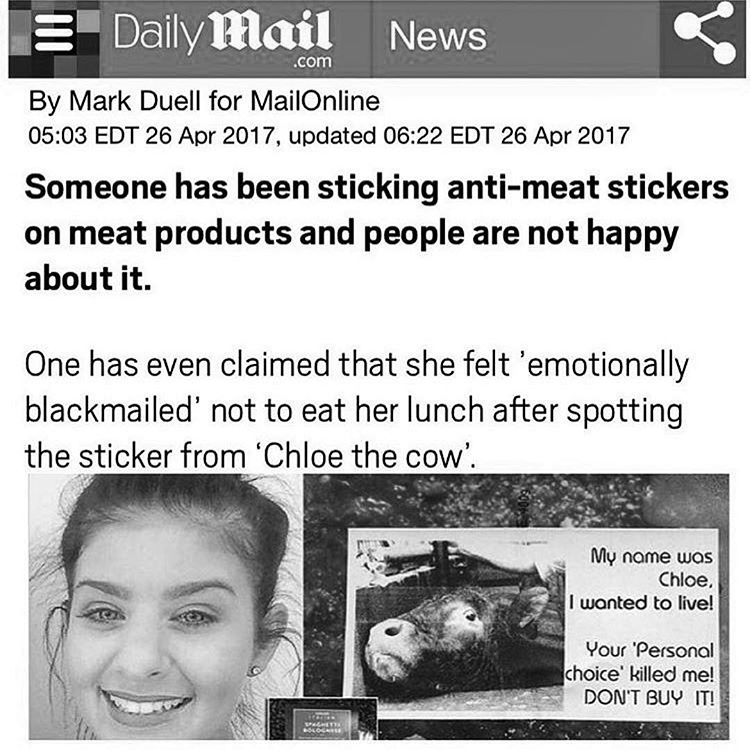 Daily Mail News
.com
By Mark Duell for MailOnline
05:03 EDT 26 Apr 2017, updated 06:22 EDT 26 Apr 2017
Someone has been sticking anti-meat stickers
on meat products and people are not happy
about it.
One has even claimed that she felt 'emotionally
blackmailed' not to eat her lunch after spotting
the sticker from 'Chloe the cow'.
My name was
Chloe,
I wanted to live!
Your 'Personal
choice' killed me!
DON'T BUY IT!
ITALIAN
SPAGHETTI
BOLOGNESE